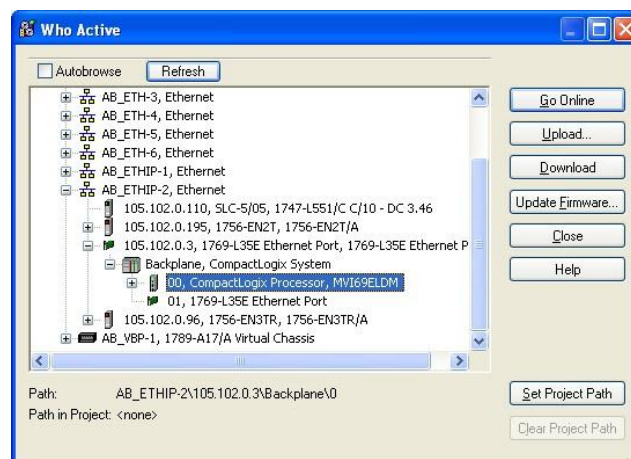 Who Active
Autobrowse
Refresh
AB_ETH-3, Ethernet
AB_ETH-4, Ethernet
AB_ETH-5, Ethernet
AB_ETH-6, Ethernet
AB_ETHIP-1, Ethernet
AB_ETHIP-2, Ethernet
105.102.0.110, SLC-5/05, 1747-L551/C C/10 - DC 3.46
105.102.0.195, 1756-EN2T, 1756-EN2T/A
105.102.0.3, 1769-L35E Ethernet Port, 1769-L35E Ethernet P
Backplane, CompactLogix System
00, CompactLogix Processor, MVI69ELDM
01, 1769-L35E Ethernet Port
105.102.0.96, 1756-EN3TR, 1756-EN3TR/A
AB_VBP-1, 1789-A17/A Virtual Chassis
Go Online
Upload...
Download
Update Firmware...
Close
Help
Path: AB_ETHIP-2\105.102.0.3\Backplane\0
Path in Project: <none>
Set Project Path
Clear Project Path